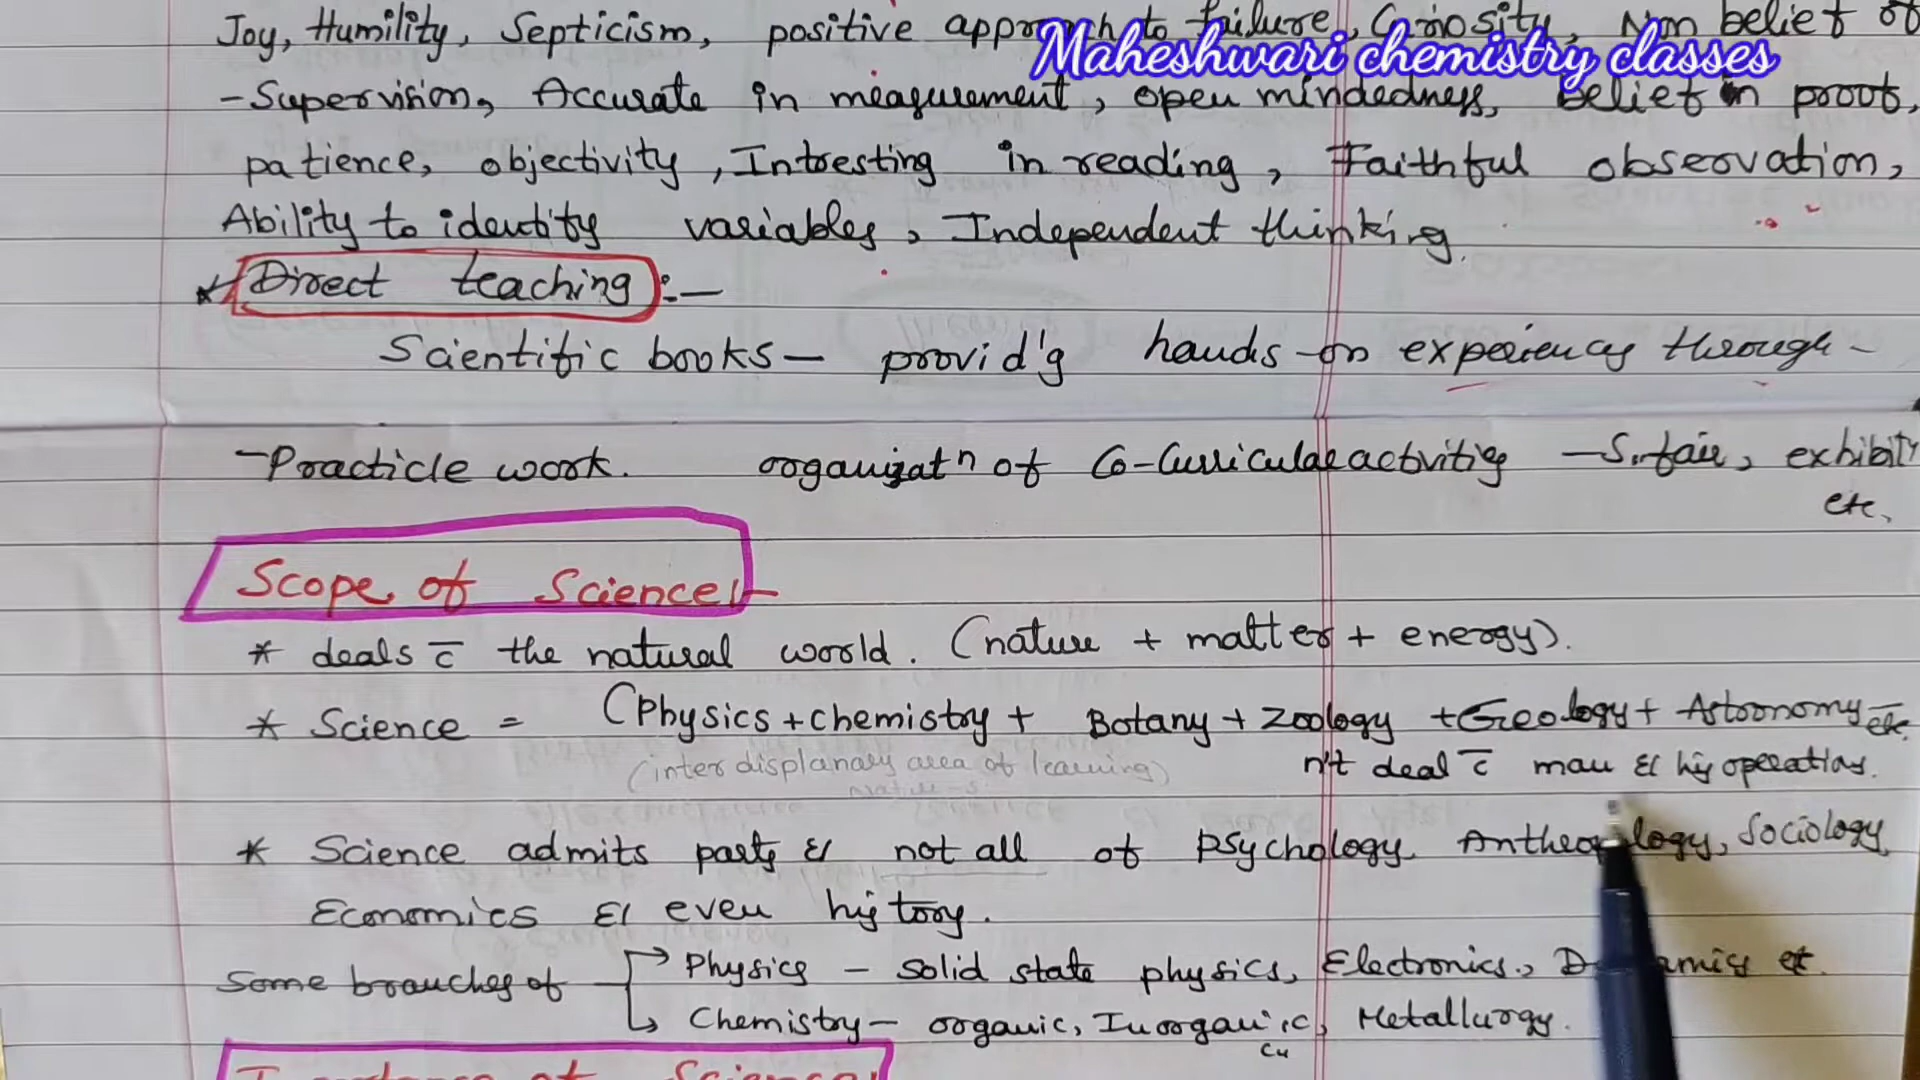 Joy, Humility, Septicism, positive approach to failure, Curiosity, Non belief of
Maheshwari chemistry classes
-Supervision, Accurate in measurement, open mindedness, Belief in proof,
patience, objectivity, Intresting in reading, Faithful observation,
Ability to identity variables, Independent thinking.
* Direct teaching :-
Scientific books - provid'g hands-on experiency through-
-Practicle work. organizatn of Co-Curricular activities - S.fair, exhibit
etc.
Scope of Science:-
* deals c̅ the natural world. (nature + matter + energy).
* Science = (Physics + chemistry + Botany + Zoology + Geology + Astronomy etc.
(inter displanary area of learning) n't deal c̅ man & his operations.
* Science admits parts & not all of psychology. Anthropology, Sociology,
Economics & even history.
Some branches of → Physics - Solid state physics, Electronics, Dynamics et.
↳ Chemistry - organic, Inorganic, Metallurgy.
Cu